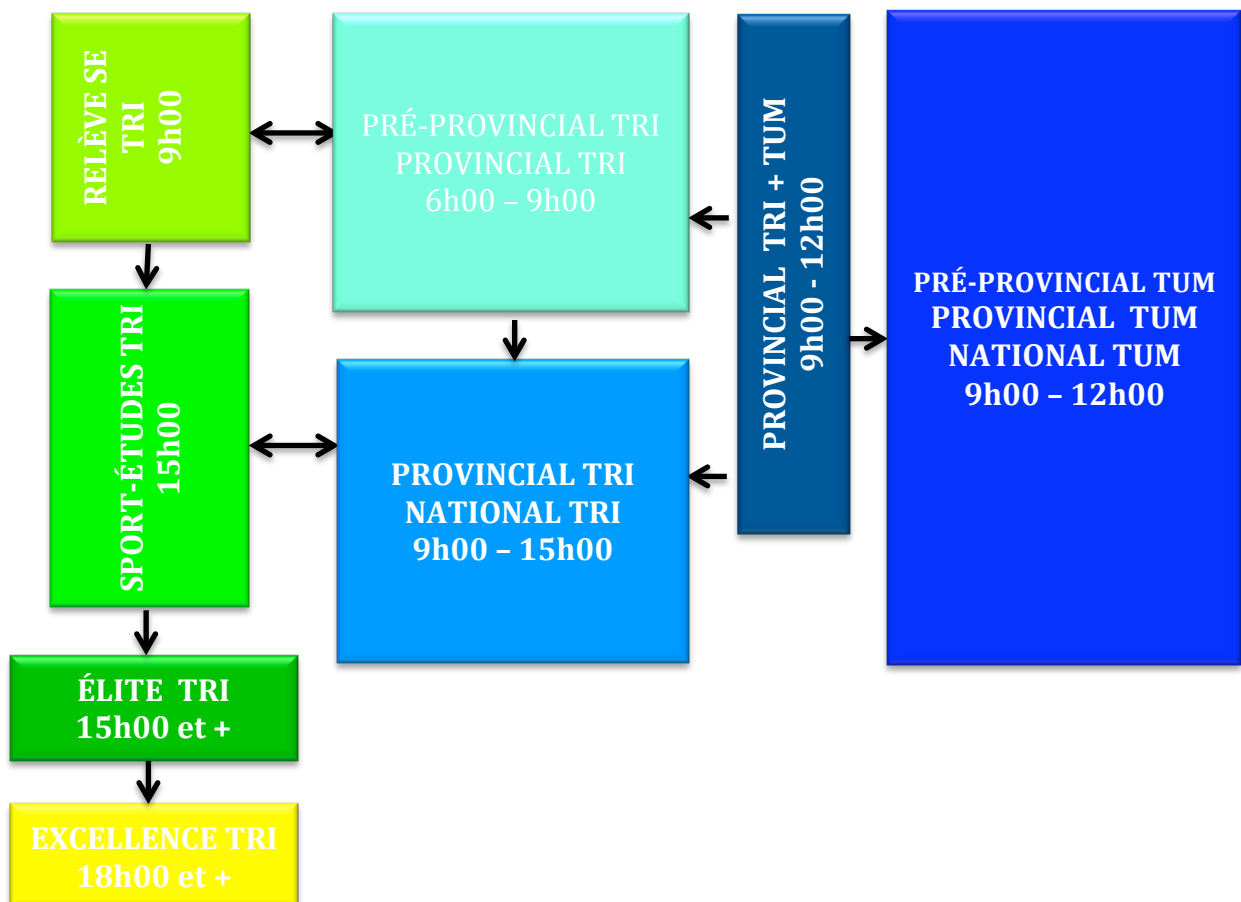 RELÈVE SE
TRI
9h00
PRÉ-PROVINCIAL TRI
PROVINCIAL TRI
6h00 – 9h00
PROVINCIAL TRI + TUM
9h00 - 12h00
PRÉ-PROVINCIAL TUM
PROVINCIAL TUM
NATIONAL TUM
9h00 – 12h00
SPORT-ÉTUDES TRI
15h00
PROVINCIAL TRI
NATIONAL TRI
9h00 – 15h00
ÉLITE TRI
15h00 et +
EXCELLENCE TRI
18h00 et +